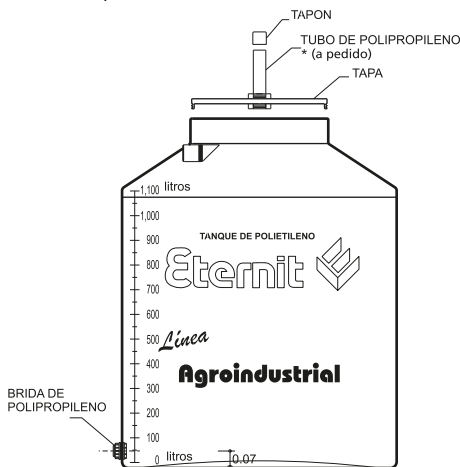 TAPON
TUBO DE POLIPROPILENO
* (a pedido)
TAPA
1,100 litros
1,000
TANQUE DE POLIETILENO
900
Eternit
800
700
600
500
Línea
400
Agroindustrial
300
200
BRIDA DE
POLIPROPILENO
100
0 litros
0.07